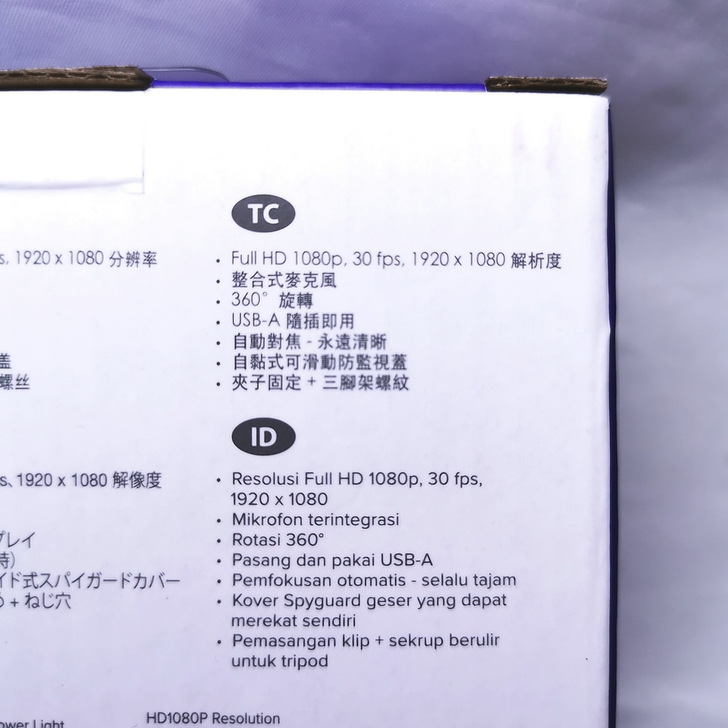 1920 x 1080 分辨率
盖
螺丝
1920 x 1080 解像度
プレイ
イド式スパイガードカバー
+ ねじ穴
TC
• Full HD 1080p, 30 fps, 1920 x 1080 解析度
• 整合式麥克風
• 360° 旋轉
• USB-A 隨插即用
• 自動對焦 - 永遠清晰
• 自黏式可滑動防監視蓋
• 夾子固定 + 三腳架螺紋
ID
• Resolusi Full HD 1080p, 30 fps,
1920 x 1080
• Mikrofon terintegrasi
• Rotasi 360°
• Pasang dan pakai USB-A
• Pemfokusan otomatis - selalu tajam
• Kover Spyguard geser yang dapat
merekat sendiri
• Pemasangan klip + sekrup berulir
untuk tripod
Light
HD1080P Resolution